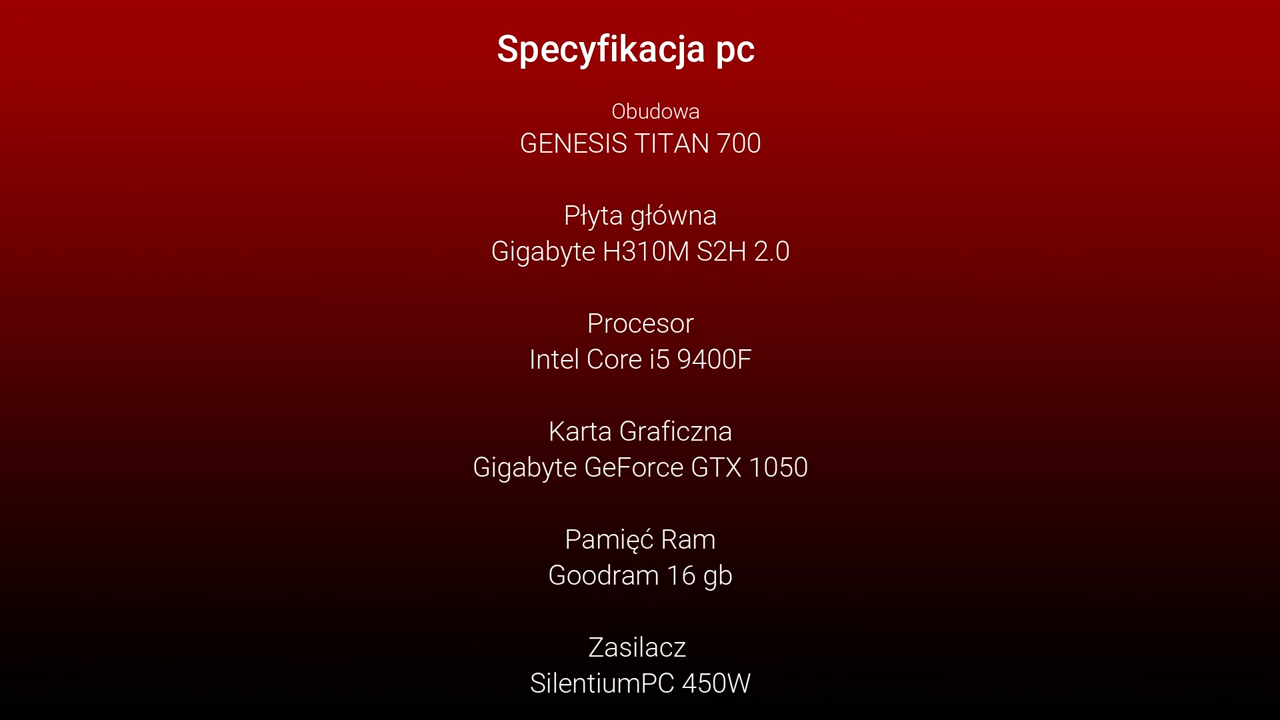 Specyfikacja pc
Obudowa
GENESIS TITAN 700
Płyta główna
Gigabyte H310M S2H 2.0
Procesor
Intel Core i5 9400F
Karta Graficzna
Gigabyte GeForce GTX 1050
Pamięć Ram
Goodram 16 gb
Zasilacz
SilentiumPC 450W